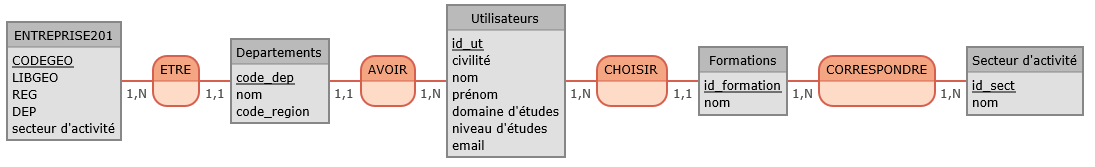 ENTREPRISE201
CODEGEO
LIBGEO
REG
DEP
secteur d'activité
1,N
ETRE
1,1
Departements
code_dep
nom
code_region
1,1
AVOIR
1,N
Utilisateurs
id_ut
civilité
nom
prénom
domaine d'études
niveau d'études
email
1,N
CHOISIR
1,1
Formations
id_formation
nom
1,N
CORRESPONDRE
1,N
Secteur d'activité
id_sect
nom